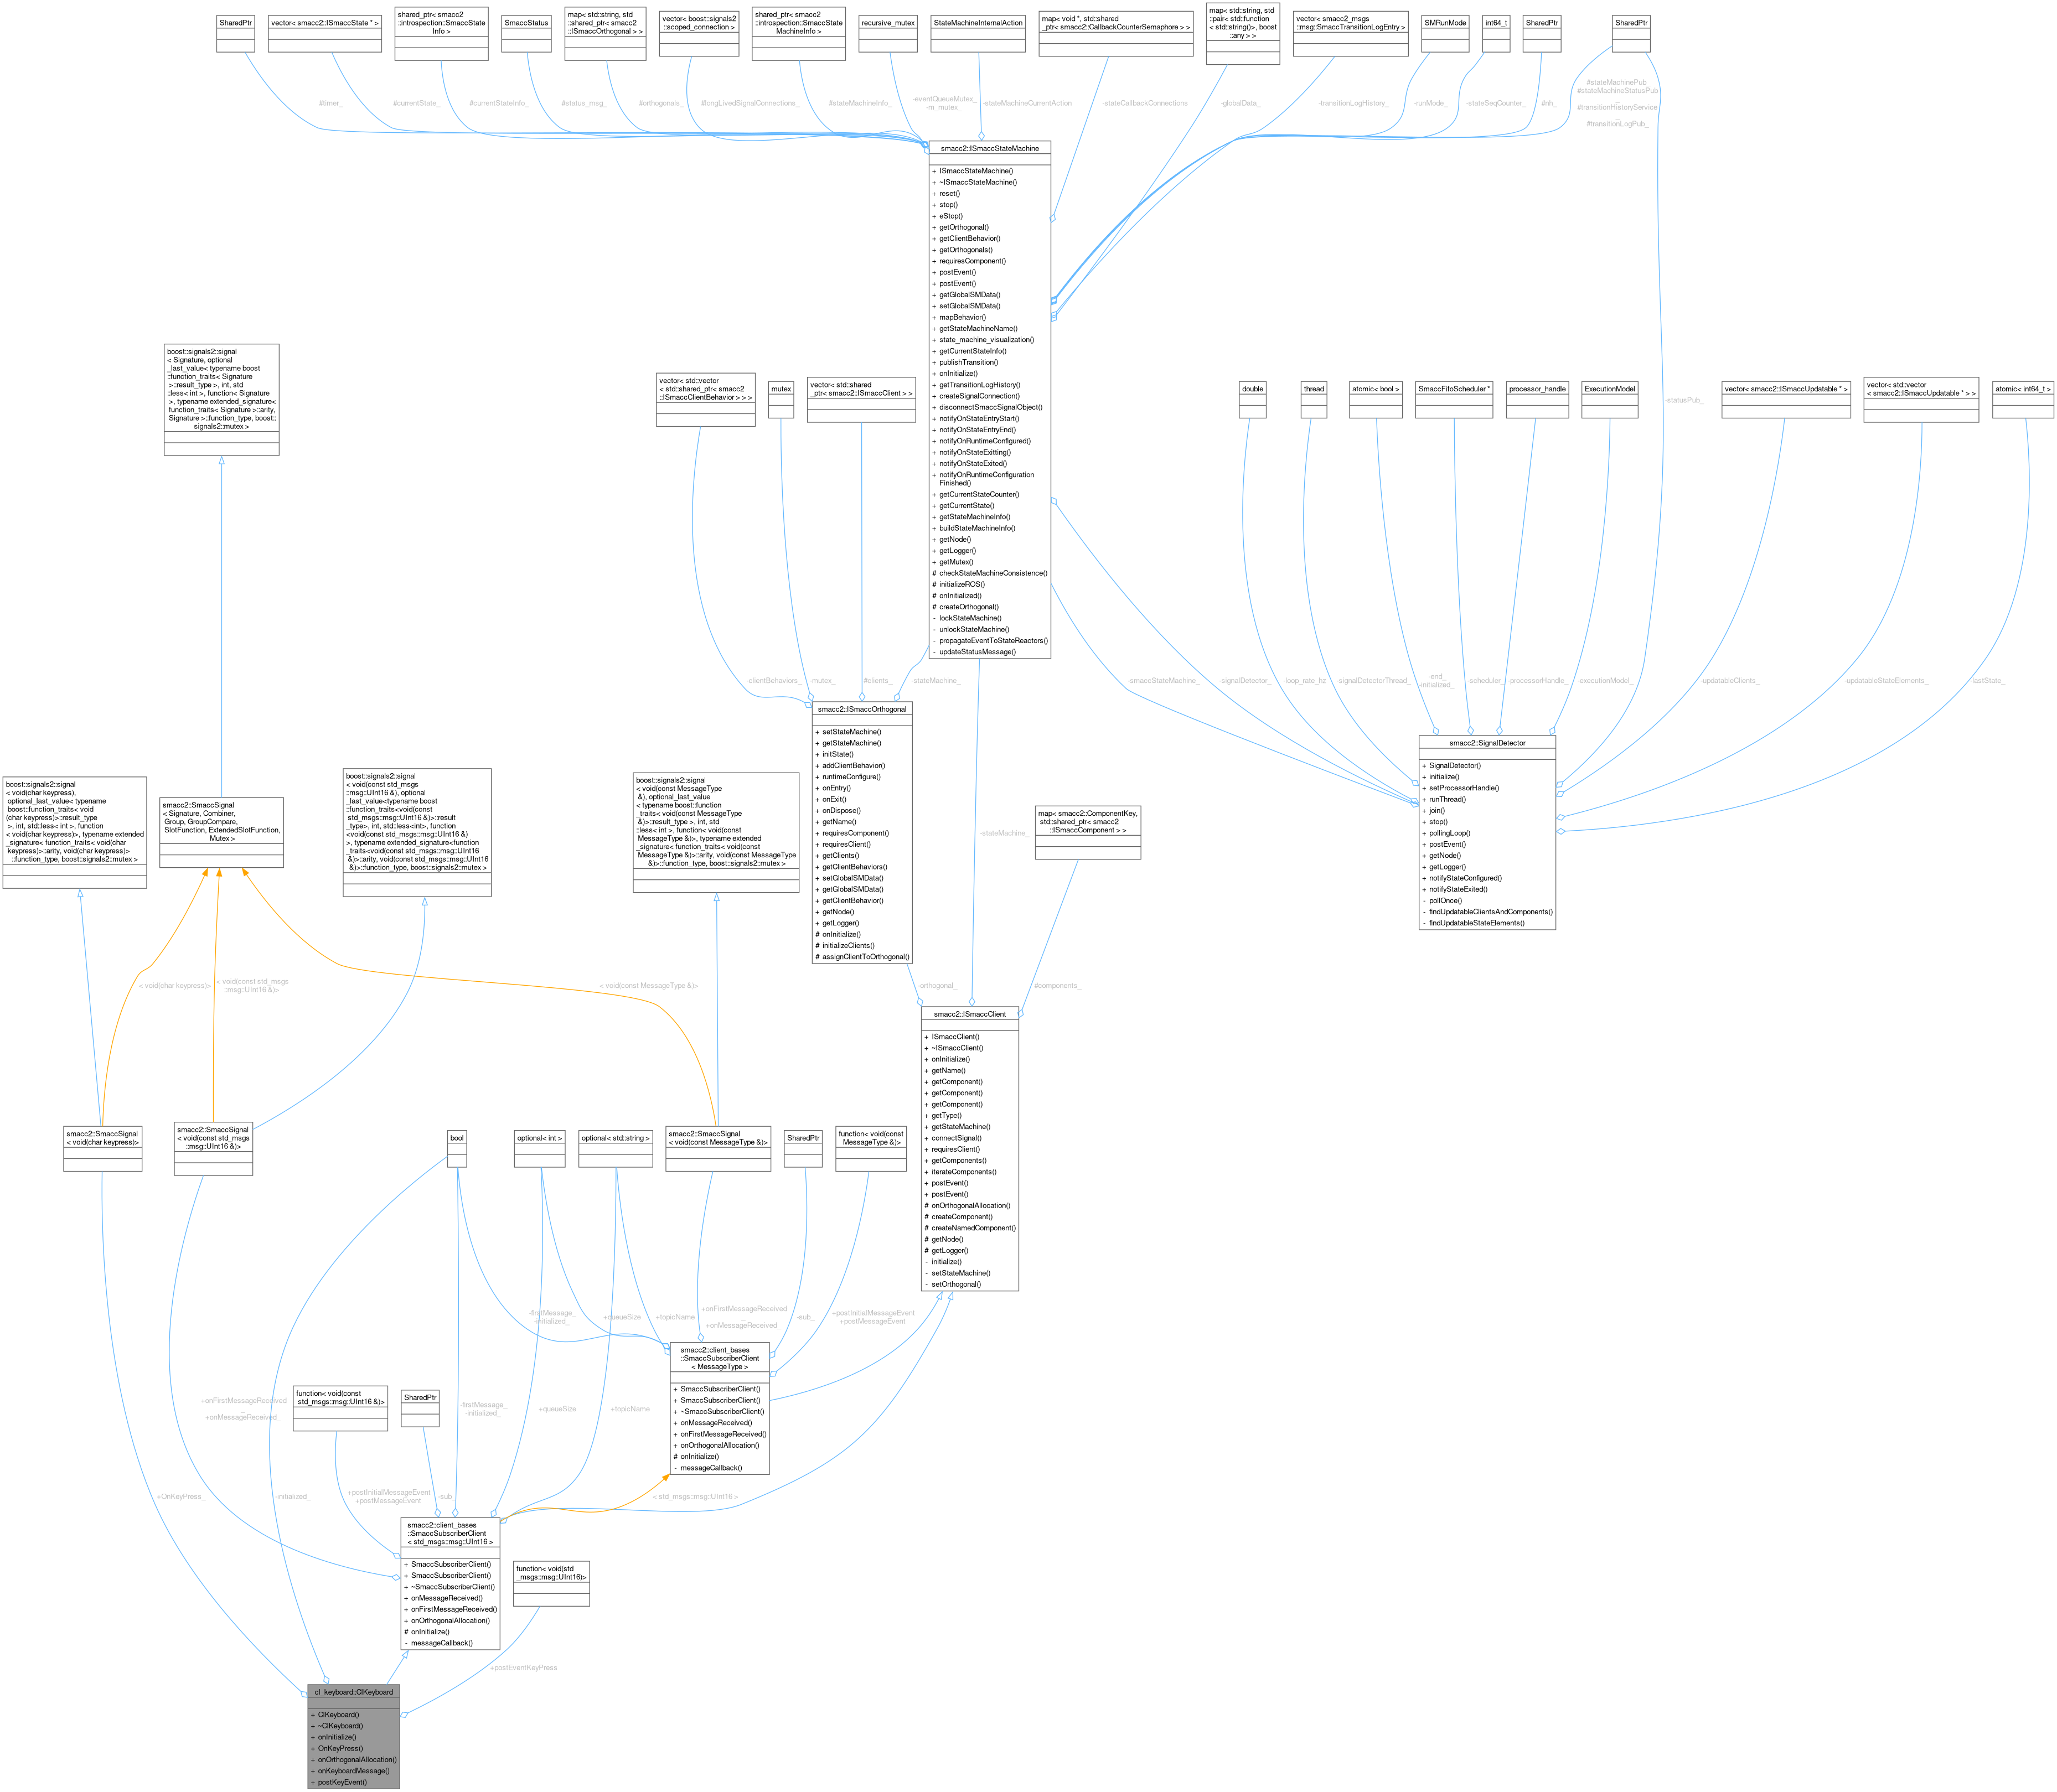 SharedPtr
vector< smacc2::ISmaccState * >
shared_ptr< smacc2
::introspection::SmaccState
Info >
SmaccStatus
map< std::string, std
::shared_ptr< smacc2
::ISmaccOrthogonal > >
vector< boost::signals2
::scoped_connection >
shared_ptr< smacc2
::introspection::SmaccState
MachineInfo >
recursive_mutex
StateMachineInternalAction
map< void *, std::shared
_ptr< smacc2::CallbackCounterSemaphore > >
map< std::string, std
::pair< std::function
< std::string()>, boost
::any > >
vector< smacc2_msgs
::msg::SmaccTransitionLogEntry >
SMRunMode
int64_t
SharedPtr
SharedPtr
#timer_
#currentState_
#currentStateInfo_
#status_msg_
#orthogonals_
#longLivedSignalConnections_
#stateMachineInfo_
-eventQueueMutex_
-m_mutex_
-stateMachineCurrentAction
-stateCallbackConnections
-globalData_
-transitionLogHistory_
-runMode_
-stateSeqCounter_
#nh_
#stateMachinePub_
#stateMachineStatusPub
_
#transitionHistoryService
_
#transitionLogPub_
smacc2::ISmaccStateMachine
+ ISmaccStateMachine()
+ ~ISmaccStateMachine()
+ reset()
+ stop()
+ eStop()
+ getOrthogonal()
+ getClientBehavior()
+ getOrthogonals()
+ requiresComponent()
+ postEvent()
+ postEvent()
+ getGlobalSMData()
+ setGlobalSMData()
+ mapBehavior()
+ getStateMachineName()
+ state_machine_visualization()
+ getCurrentStateInfo()
+ publishTransition()
+ onInitialize()
+ getTransitionLogHistory()
+ createSignalConnection()
+ disconnectSmaccSignalObject()
+ notifyOnStateEntryStart()
+ notifyOnStateEntryEnd()
+ notifyOnRuntimeConfigured()
+ notifyOnStateExitting()
+ notifyOnStateExited()
+ notifyOnRuntimeConfiguration
Finished()
+ getCurrentStateCounter()
+ getCurrentState()
+ getStateMachineInfo()
+ buildStateMachineInfo()
+ getNode()
+ getLogger()
+ getMutex()
# checkStateMachineConsistence()
# initializeROS()
# onInitialized()
# createOrthogonal()
- lockStateMachine()
- unlockStateMachine()
- propagateEventToStateReactors()
- updateStatusMessage()
boost::signals2::signal
< Signature, optional
_last_value< typename boost
::function_traits< Signature
>::result_type >, int, std
::less< int >, function< Signature
>, typename extended_signature<
function_traits< Signature >::arity,
Signature >::function_type, boost::
signals2::mutex >
vector< std::vector
< std::shared_ptr< smacc2
::ISmaccClientBehavior > > >
mutex
vector< std::shared
_ptr< smacc2::ISmaccClient > >
double
thread
atomic< bool >
SmaccFifoScheduler *
processor_handle
ExecutionModel
vector< smacc2::ISmaccUpdatable * >
vector< std::vector
< smacc2::ISmaccUpdatable * > >
atomic< int64_t >
-statusPub_
-clientBehaviors_
-mutex_
#clients_
-stateMachine_
-smaccStateMachine_
-signalDetector_
-loop_rate_hz
-signalDetectorThread_
-end_
-initialized_
-scheduler_
-processorHandle_
-executionModel_
-updatableClients_
-updatableStateElements_
-lastState_
smacc2::ISmaccOrthogonal
+ setStateMachine()
+ getStateMachine()
+ initState()
+ addClientBehavior()
+ runtimeConfigure()
+ onEntry()
+ onExit()
+ onDispose()
+ getName()
+ requiresComponent()
+ requiresClient()
+ getClients()
+ getClientBehaviors()
+ setGlobalSMData()
+ getGlobalSMData()
+ getClientBehavior()
+ getNode()
+ getLogger()
# onInitialize()
# initializeClients()
# assignClientToOrthogonal()
smacc2::SignalDetector
+ SignalDetector()
+ initialize()
+ setProcessorHandle()
+ runThread()
+ join()
+ stop()
+ pollingLoop()
+ postEvent()
+ getNode()
+ getLogger()
+ notifyStateConfigured()
+ notifyStateExited()
- pollOnce()
- findUpdatableClientsAndComponents()
- findUpdatableStateElements()
boost::signals2::signal
< void(char keypress),
optional_last_value< typename
boost::function_traits< void
(char keypress)>::result_type
>, int, std::less< int >, function
< void(char keypress)>, typename extended
_signature< function_traits< void(char
keypress)>::arity, void(char keypress)>
::function_type, boost::signals2::mutex >
smacc2::SmaccSignal
< Signature, Combiner,
Group, GroupCompare,
SlotFunction, ExtendedSlotFunction,
Mutex >
boost::signals2::signal
< void(const std_msgs
::msg::UInt16 &), optional
_last_value<typename boost
::function_traits<void(const
std_msgs::msg::UInt16 &)>::result
_type>, int, std::less<int>, function
<void(const std_msgs::msg::UInt16 &)
>, typename extended_signature<function
_traits<void(const std_msgs::msg::UInt16
&)>::arity, void(const std_msgs::msg::UInt16
&)>::function_type, boost::signals2::mutex >
boost::signals2::signal
< void(const MessageType
&), optional_last_value
< typename boost::function
_traits< void(const MessageType
&)>::result_type >, int, std
::less< int >, function< void(const
MessageType &)>, typename extended
_signature< function_traits< void(const
MessageType &)>::arity, void(const MessageType
&)>::function_type, boost::signals2::mutex >
map< smacc2::ComponentKey,
std::shared_ptr< smacc2
::ISmaccComponent > >
-stateMachine_
< void(char keypress)>
< void(const std_msgs
::msg::UInt16 &)>
< void(const MessageType &)>
-orthogonal_
#components_
smacc2::ISmaccClient
+ ISmaccClient()
+ ~ISmaccClient()
+ onInitialize()
+ getName()
+ getComponent()
+ getComponent()
+ getComponent()
+ getType()
+ getStateMachine()
+ connectSignal()
+ requiresClient()
+ getComponents()
+ iterateComponents()
+ postEvent()
+ postEvent()
# onOrthogonalAllocation()
# createComponent()
# createNamedComponent()
# getNode()
# getLogger()
- initialize()
- setStateMachine()
- setOrthogonal()
smacc2::SmaccSignal
< void(char keypress)>
smacc2::SmaccSignal
< void(const std_msgs
::msg::UInt16 &)>
bool
optional< int >
optional< std::string >
smacc2::SmaccSignal
< void(const MessageType &)>
SharedPtr
function< void(const
MessageType &)>
-firstMessage_
-initialized_
+queueSize
+topicName
+onFirstMessageReceived
_
+onMessageReceived_
-sub_
+postInitialMessageEvent
+postMessageEvent
smacc2::client_bases
::SmaccSubscriberClient
< MessageType >
+ SmaccSubscriberClient()
+ SmaccSubscriberClient()
+ ~SmaccSubscriberClient()
+ onMessageReceived()
+ onFirstMessageReceived()
+ onOrthogonalAllocation()
# onInitialize()
- messageCallback()
+onFirstMessageReceived
_
+onMessageReceived_
function< void(const
std_msgs::msg::UInt16 &)>
SharedPtr
-firstMessage_
-initialized_
+queueSize
+topicName
+OnKeyPress_
-initialized_
+postInitialMessageEvent
+postMessageEvent
-sub_
< std_msgs::msg::UInt16 >
smacc2::client_bases
::SmaccSubscriberClient
< std_msgs::msg::UInt16 >
+ SmaccSubscriberClient()
+ SmaccSubscriberClient()
+ ~SmaccSubscriberClient()
+ onMessageReceived()
+ onFirstMessageReceived()
+ onOrthogonalAllocation()
# onInitialize()
- messageCallback()
function< void(std
_msgs::msg::UInt16)>
+postEventKeyPress
cl_keyboard::ClKeyboard
+ ClKeyboard()
+ ~ClKeyboard()
+ onInitialize()
+ OnKeyPress()
+ onOrthogonalAllocation()
+ onKeyboardMessage()
+ postKeyEvent()